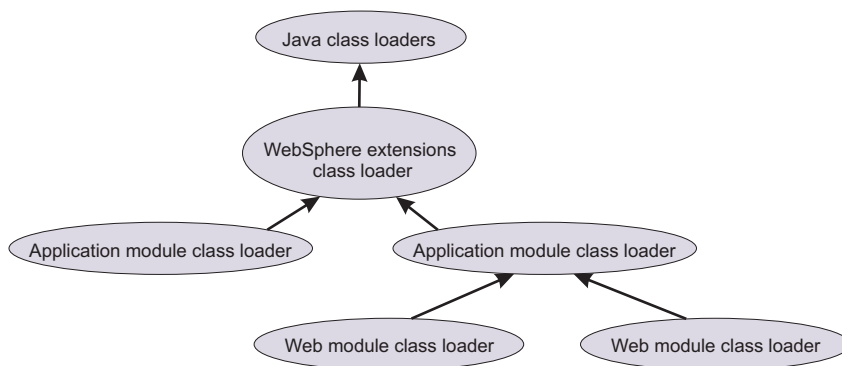 Java class loaders
WebSphere extensions
class loader
Application module class loader
Application module class loader
Web module class loader
Web module class loader